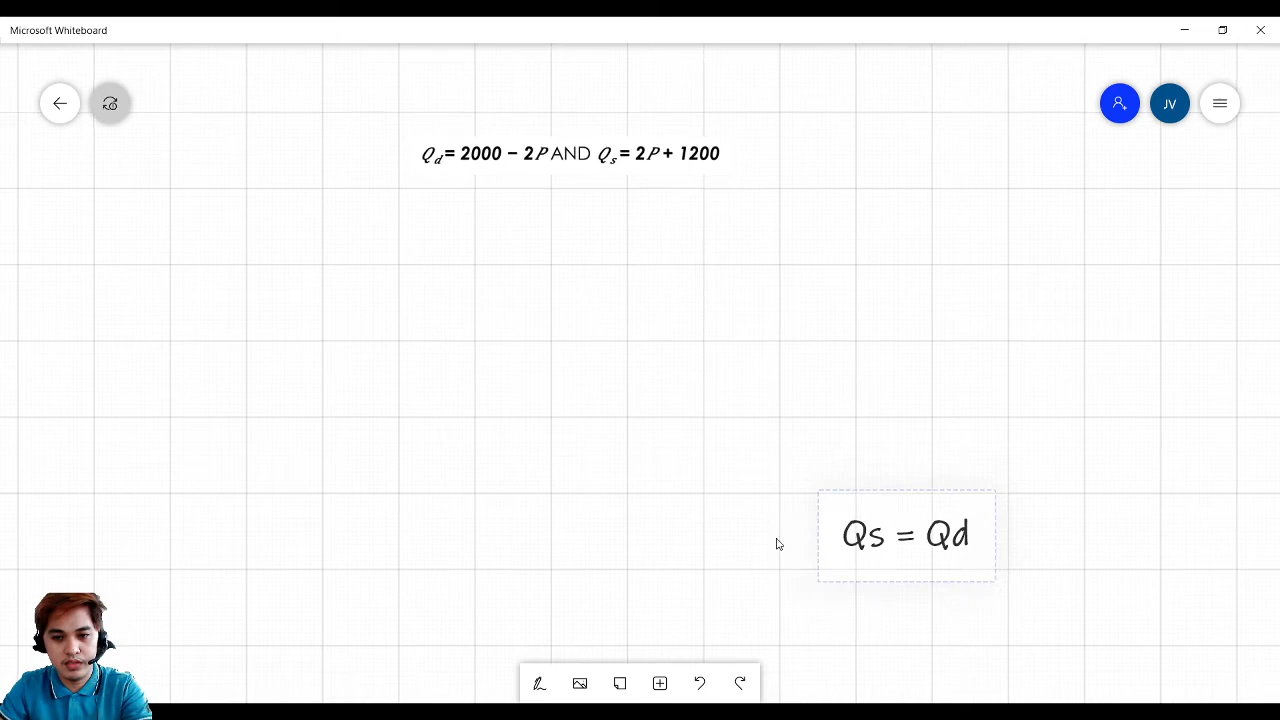 Microsoft Whiteboard
JV
Qd = 2000 − 2P AND Qs = 2P + 1200
Qs = Qd